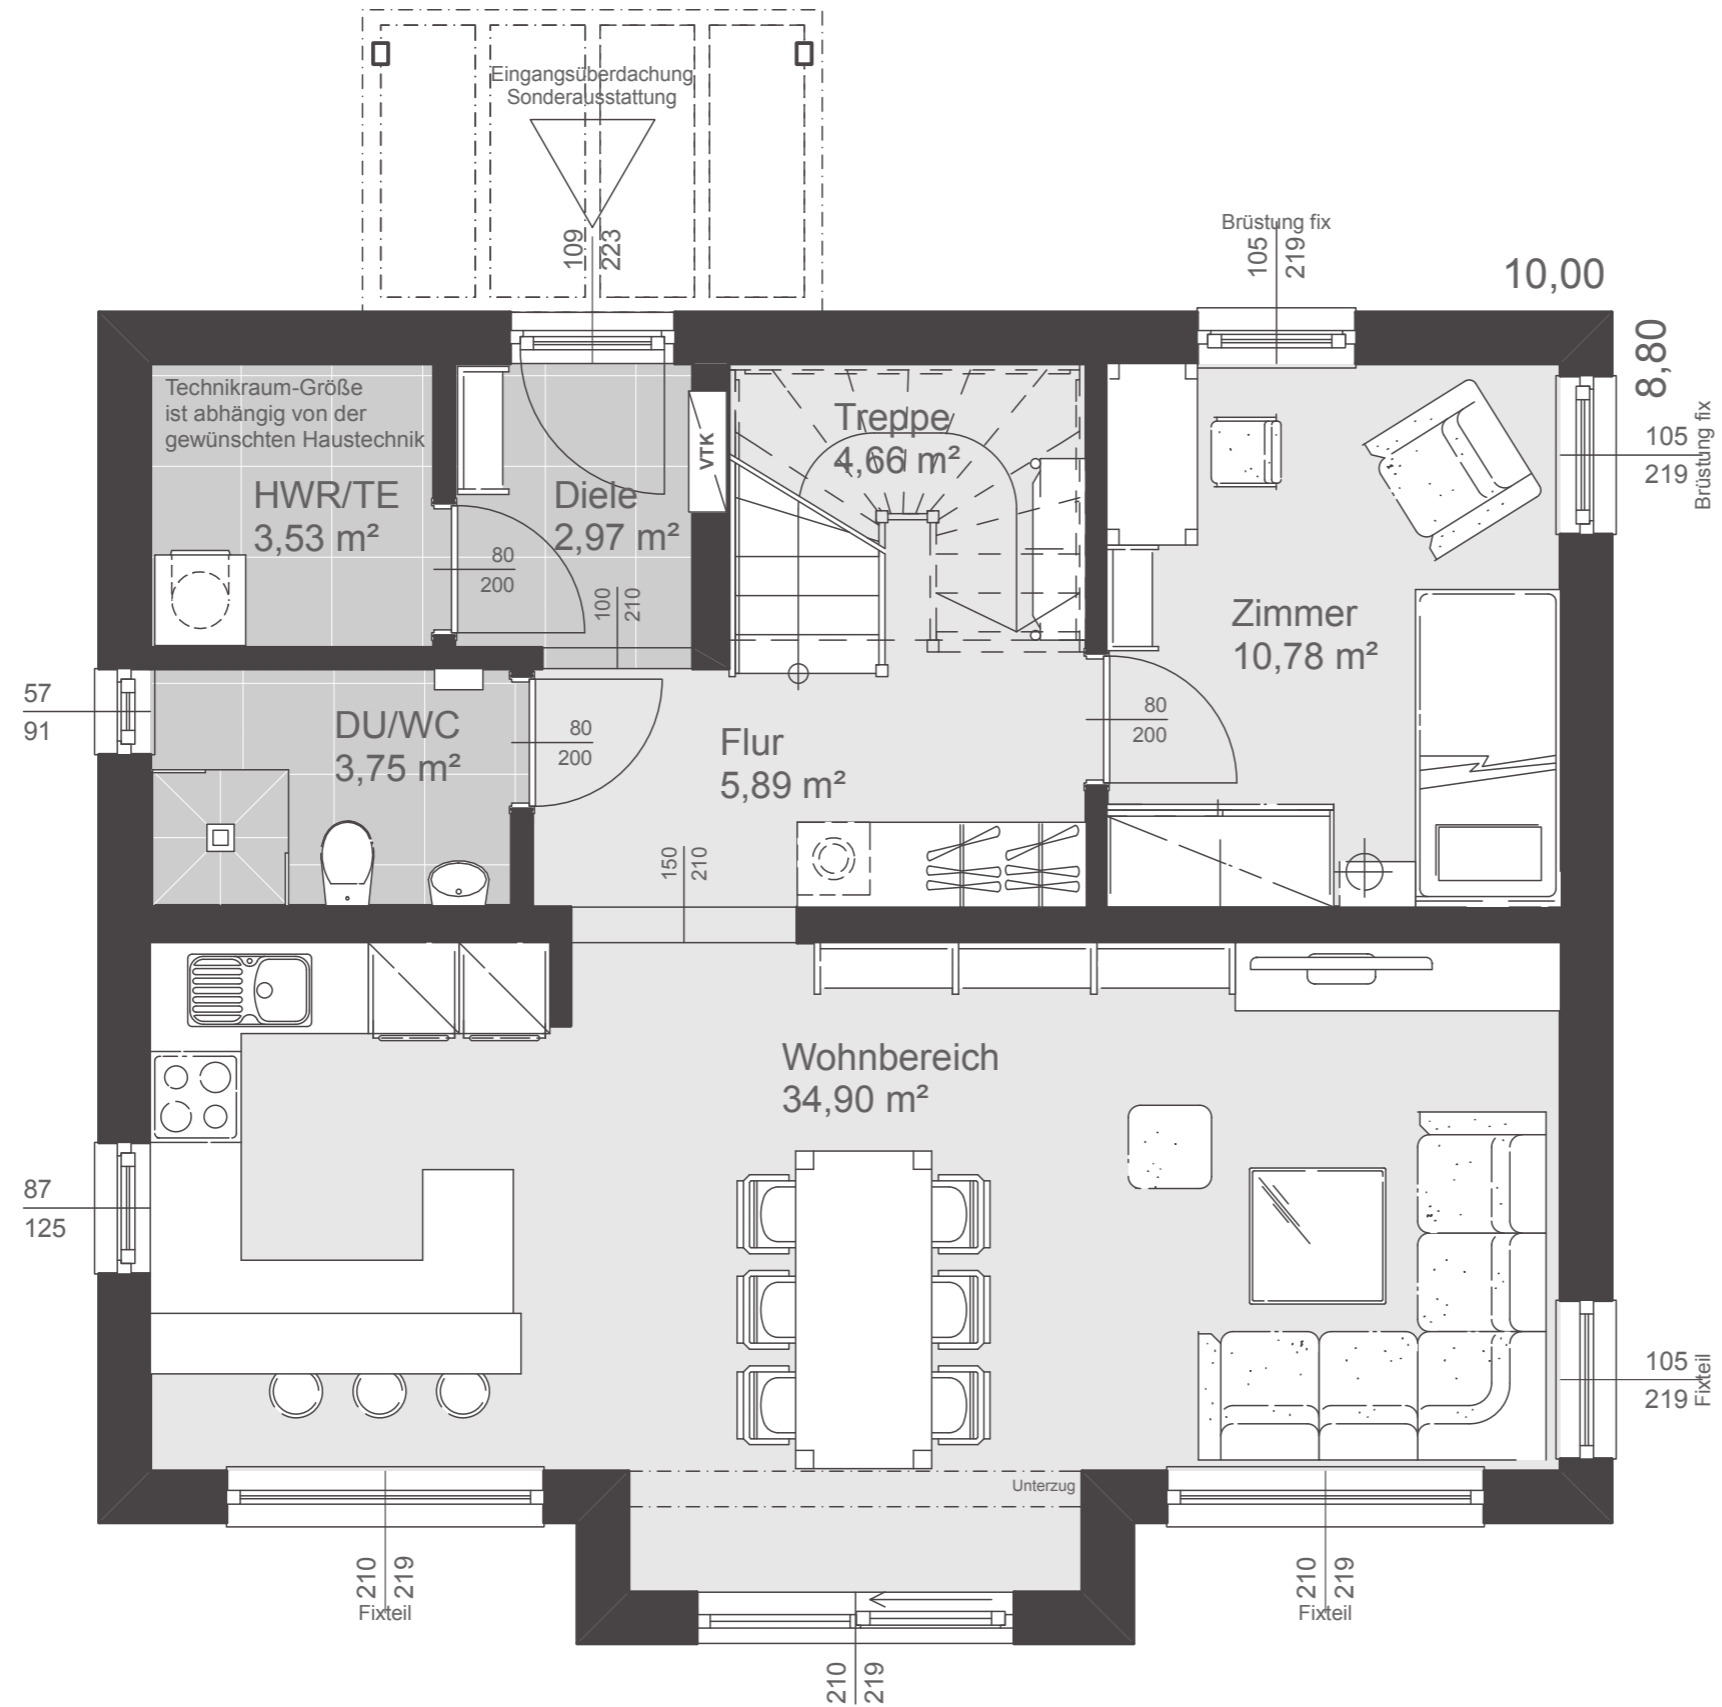 Eingangsüberdachung
Sonderausstattung
109
223
Brüstung fix
105
219
10,00
8,80
Technikraum-Größe
ist abhängig von der
gewünschten Haustechnik
HWR/TE
3,53 m²
Diele
2,97 m²
VTK
Treppe
4,66 m²
105
219
Brüstung fix
80
200
100
210
Zimmer
10,78 m²
57
91
DU/WC
3,75 m²
80
200
Flur
5,89 m²
80
200
150
210
Wohnbereich
34,90 m²
87
125
105
219
Fixteil
Unterzug
210
219
Fixteil
210
219
Fixteil
210
219